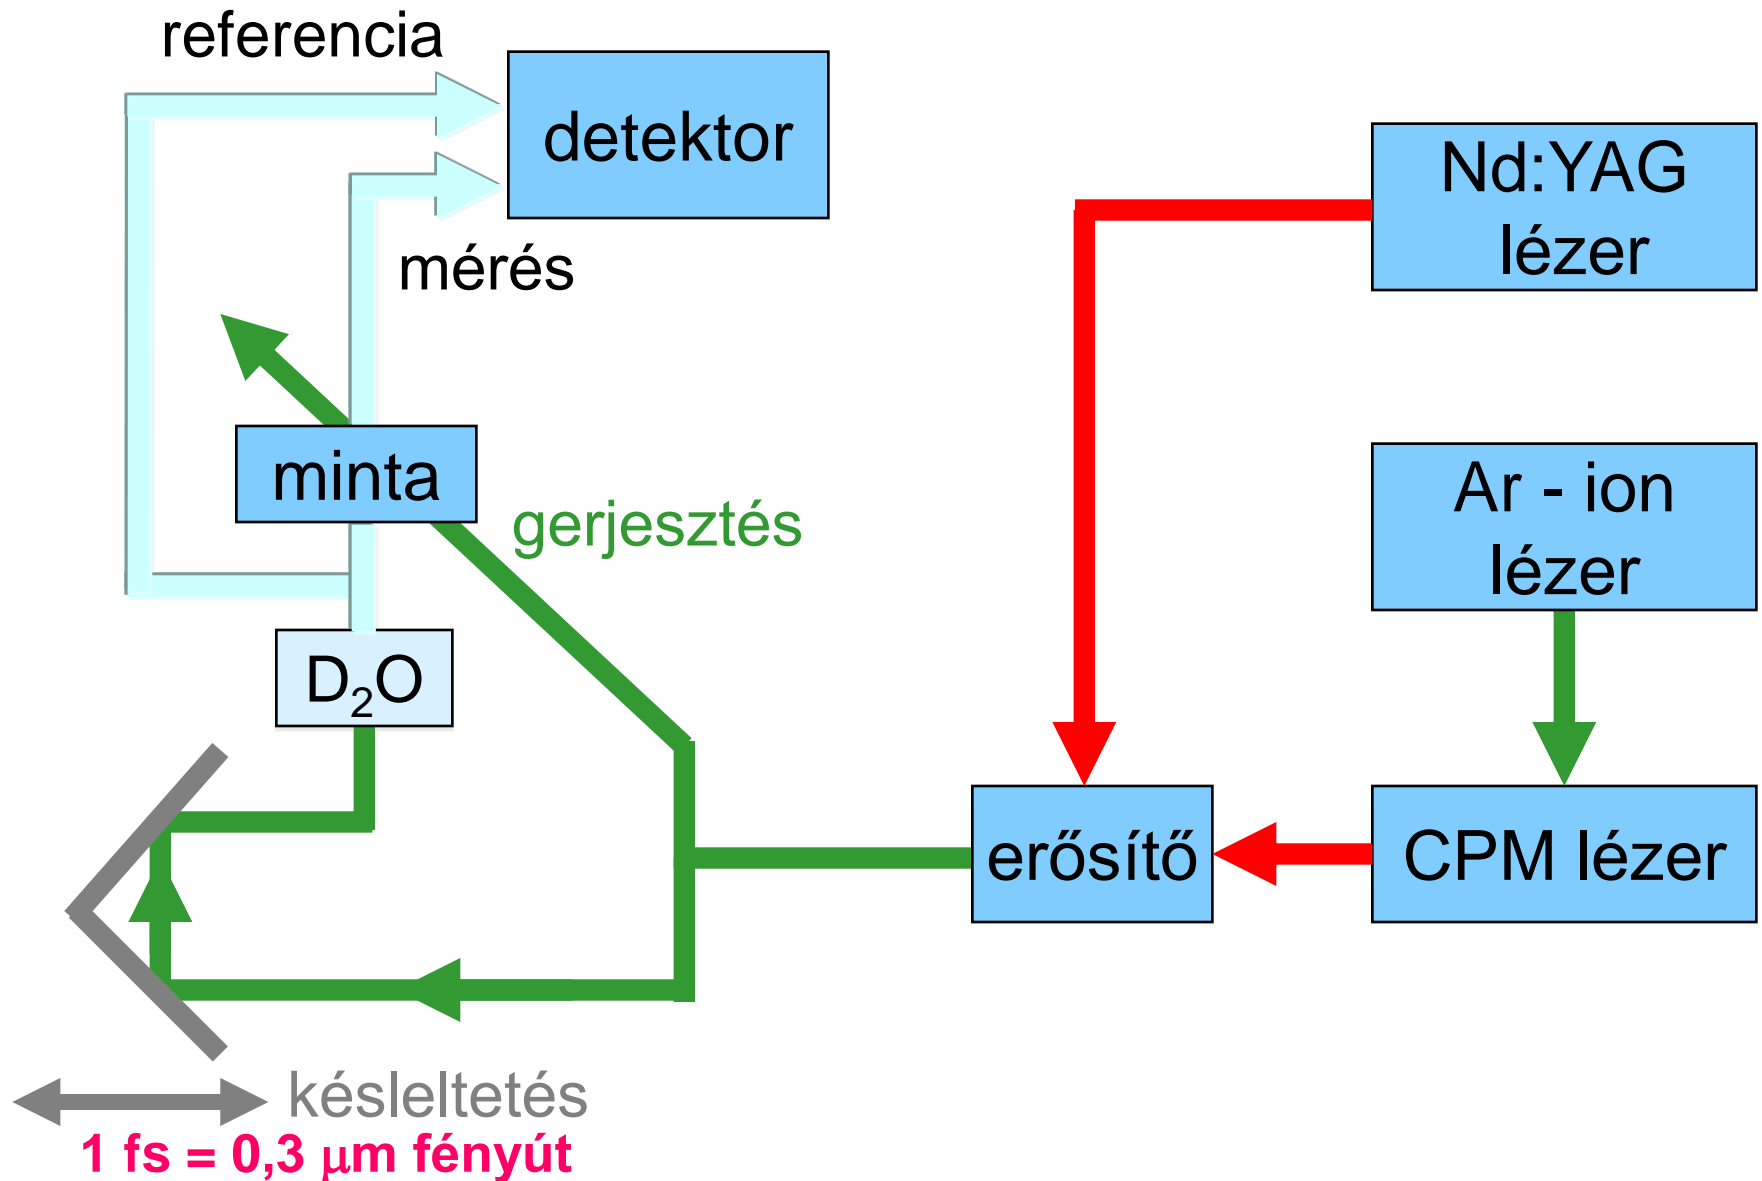 referencia
detektor
Nd:YAG
lézer
mérés
minta
gerjesztés
Ar - ion
lézer
D₂O
erősítő
CPM lézer
késleltetés
1 fs = 0,3 μm fényút